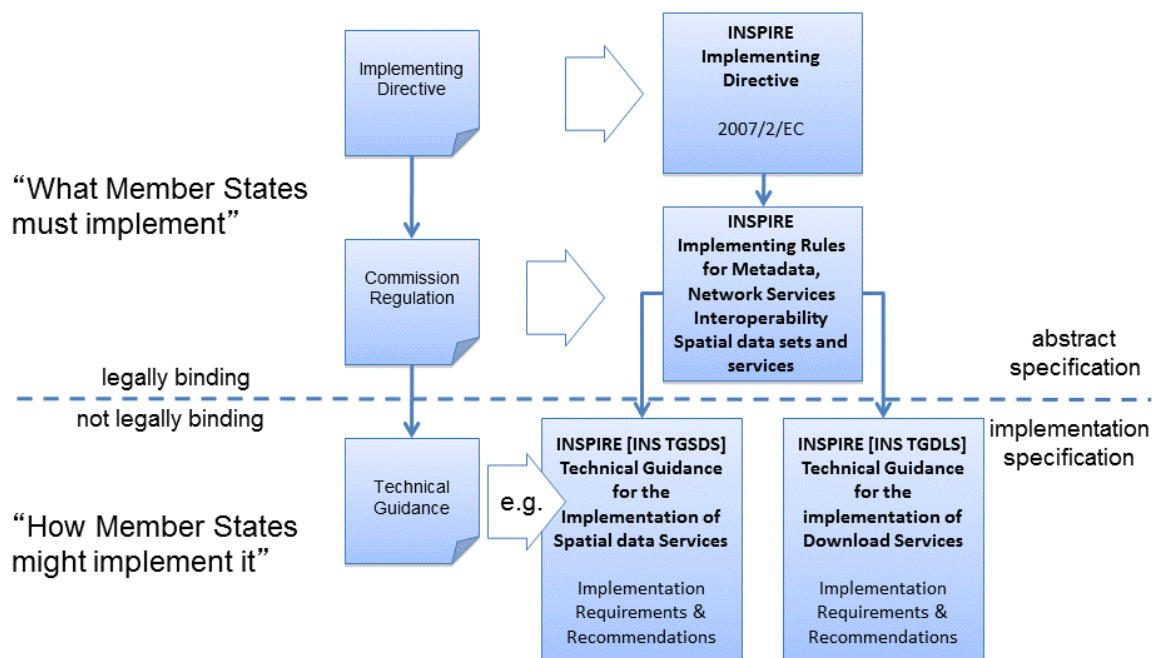 Implementing
Directive
INSPIRE
Implementing
Directive
2007/2/EC
“What Member States
must implement”
Commission
Regulation
INSPIRE
Implementing Rules
for Metadata,
Network Services
Interoperability
Spatial data sets and
services
abstract
specification
legally binding
not legally binding
implementation
specification
Technical
Guidance
e.g.
INSPIRE [INS TGSDS]
Technical Guidance
for the
Implementation of
Spatial data Services
Implementation
Requirements &
Recommendations
INSPIRE [INS TGDLS]
Technical Guidance
for the
implementation of
Download Services
Implementation
Requirements &
Recommendations
“How Member States
might implement it”